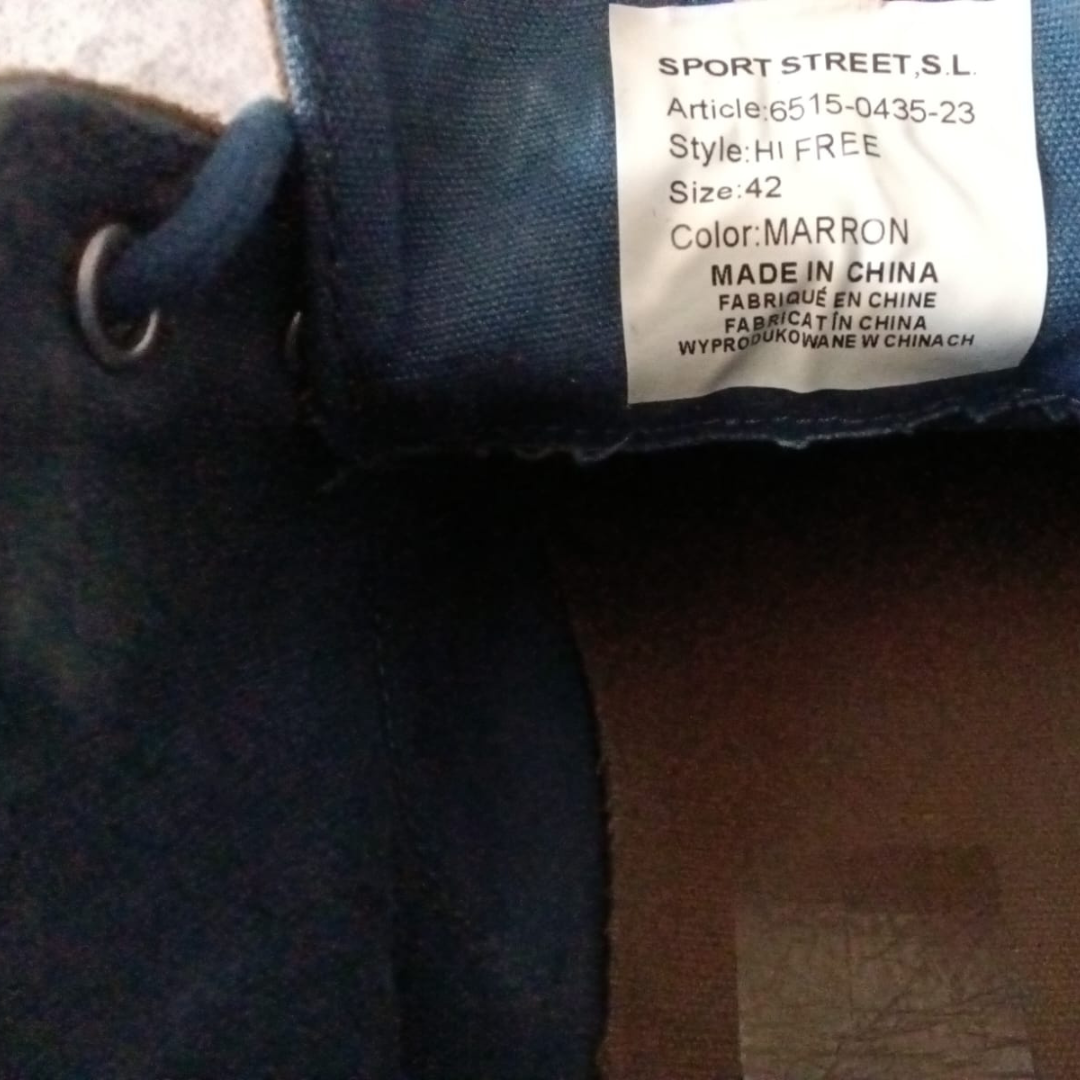 SPORT STREET,S.L.
Article:6515-0435-23
Style:HI FREE
Size:42
Color:MARRON
MADE IN CHINA
FABRIQUÉ EN CHINE
FABRICAT ÎN CHINA
WYPRODUKOWANE W CHINACH